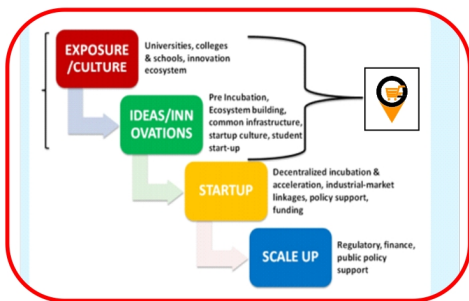 EXPOSURE
/CULTURE
Universities, colleges
& schools, innovation
ecosystem
IDEAS/INN
OVATIONS
Pre Incubation,
Ecosystem building,
common infrastructure,
startup culture, student
start-up
STARTUP
Decentralized incubation &
acceleration, industrial-market
linkages, policy support,
funding
SCALE UP
Regulatory, finance,
public policy
support